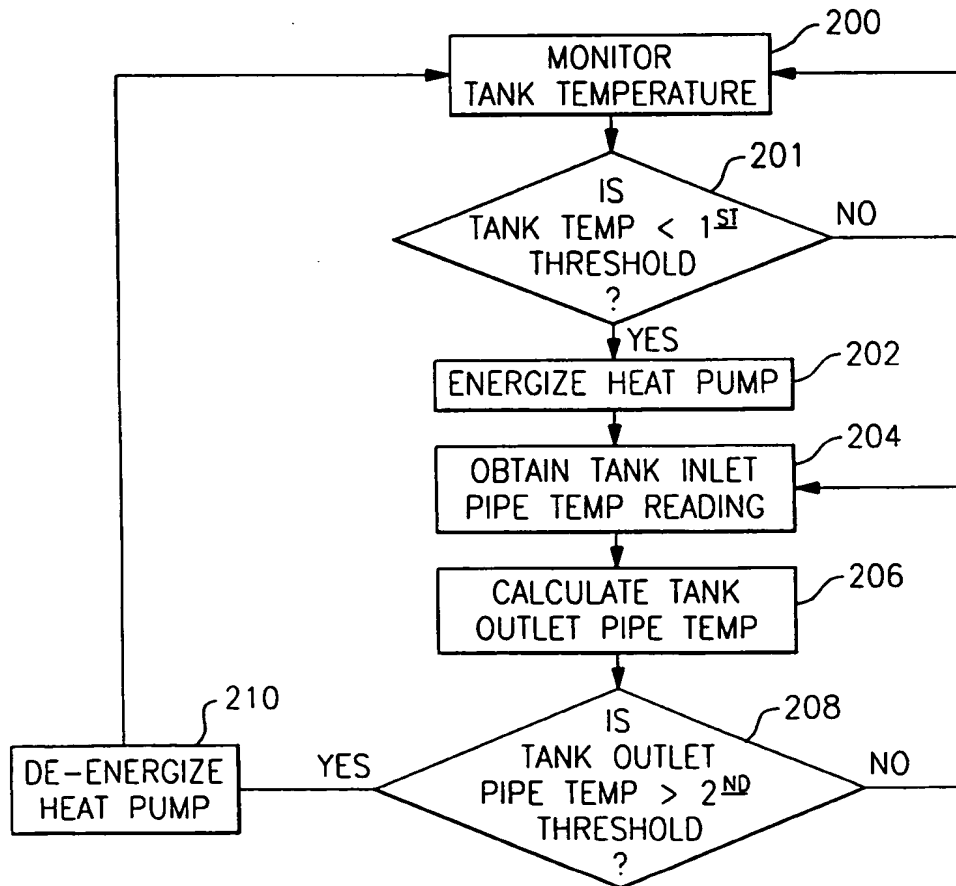 200
MONITOR
TANK TEMPERATURE
201
IS
TANK TEMP < 1ST
THRESHOLD
?
NO
YES
202
ENERGIZE HEAT PUMP
204
OBTAIN TANK INLET
PIPE TEMP READING
206
CALCULATE TANK
OUTLET PIPE TEMP
208
IS
TANK OUTLET
PIPE TEMP > 2ND
THRESHOLD
?
NO
YES
210
DE-ENERGIZE
HEAT PUMP